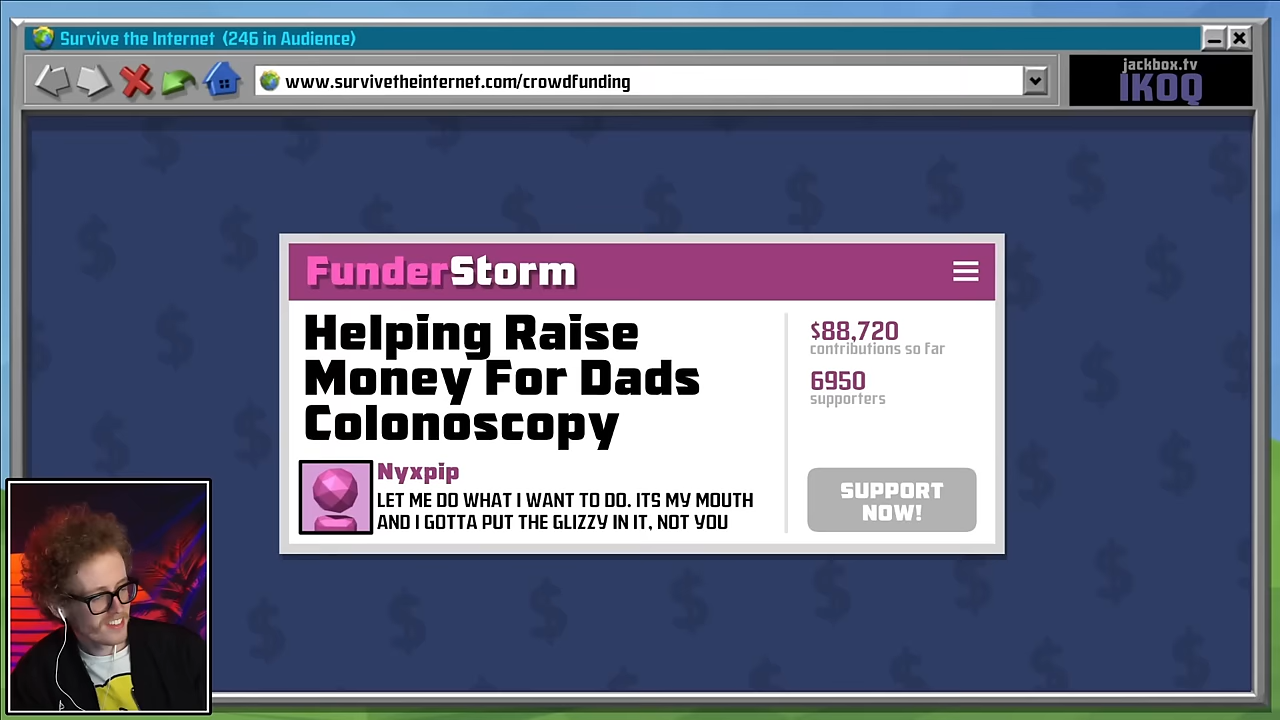 Survive the Internet (246 in Audience)
www.survivetheinternet.com/crowdfunding
jackbox.tv
IKOQ
FunderStorm
Helping Raise
Money For Dads
Colonoscopy
Nyxpip
LET ME DO WHAT I WANT TO DO. ITS MY MOUTH
AND I GOTTA PUT THE GLIZZY IN IT, NOT YOU
$88,720
contributions so far
6950
supporters
SUPPORT
NOW!